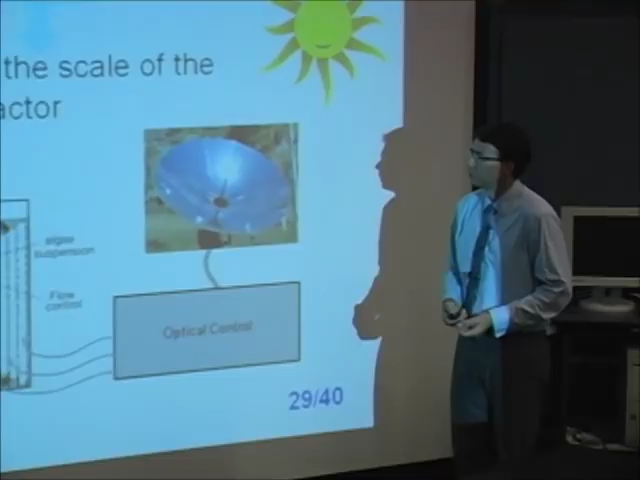 the scale of the
actor
algae
suspension
Flow
control
Optical Control
29/40